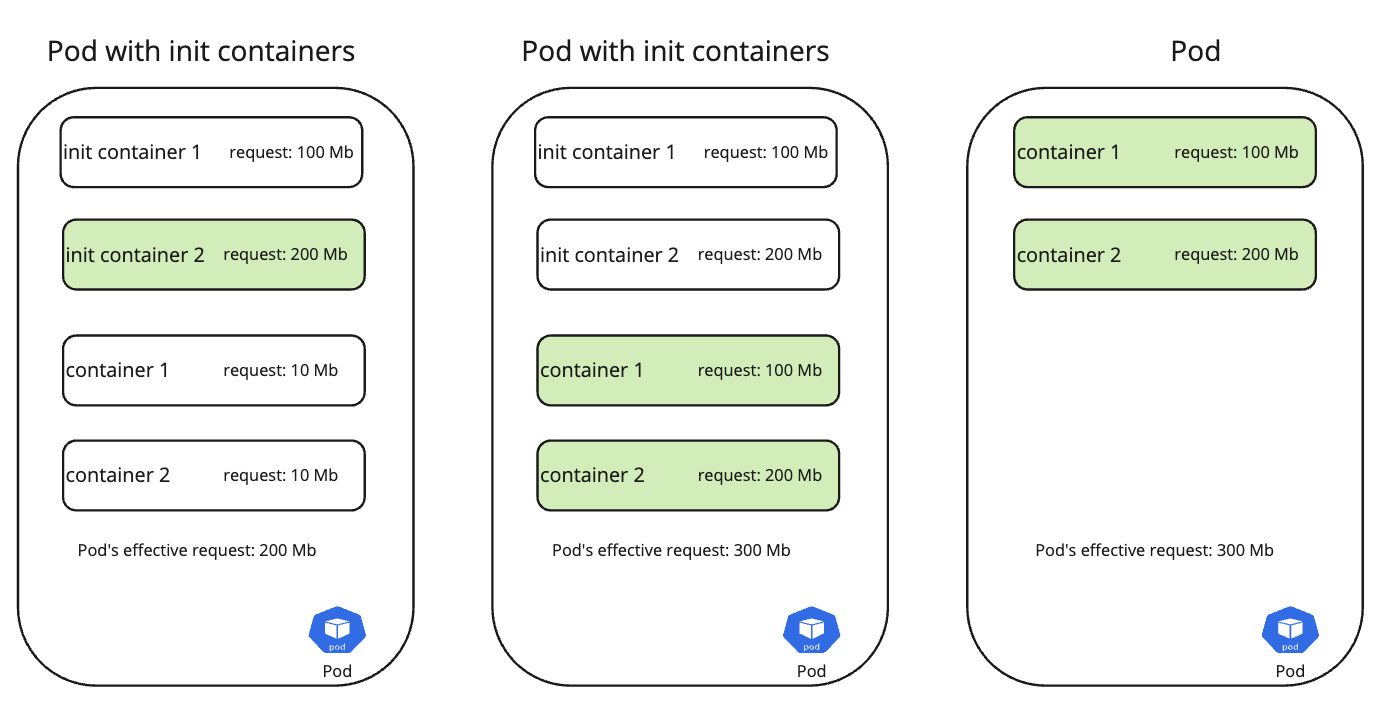 Pod with init containers
init container 1 request: 100 Mb
init container 2 request: 200 Mb
container 1 request: 10 Mb
container 2 request: 10 Mb
Pod's effective request: 200 Mb
pod
Pod
Pod with init containers
init container 1 request: 100 Mb
init container 2 request: 200 Mb
container 1 request: 100 Mb
container 2 request: 200 Mb
Pod's effective request: 300 Mb
pod
Pod
Pod
container 1 request: 100 Mb
container 2 request: 200 Mb
Pod's effective request: 300 Mb
pod
Pod